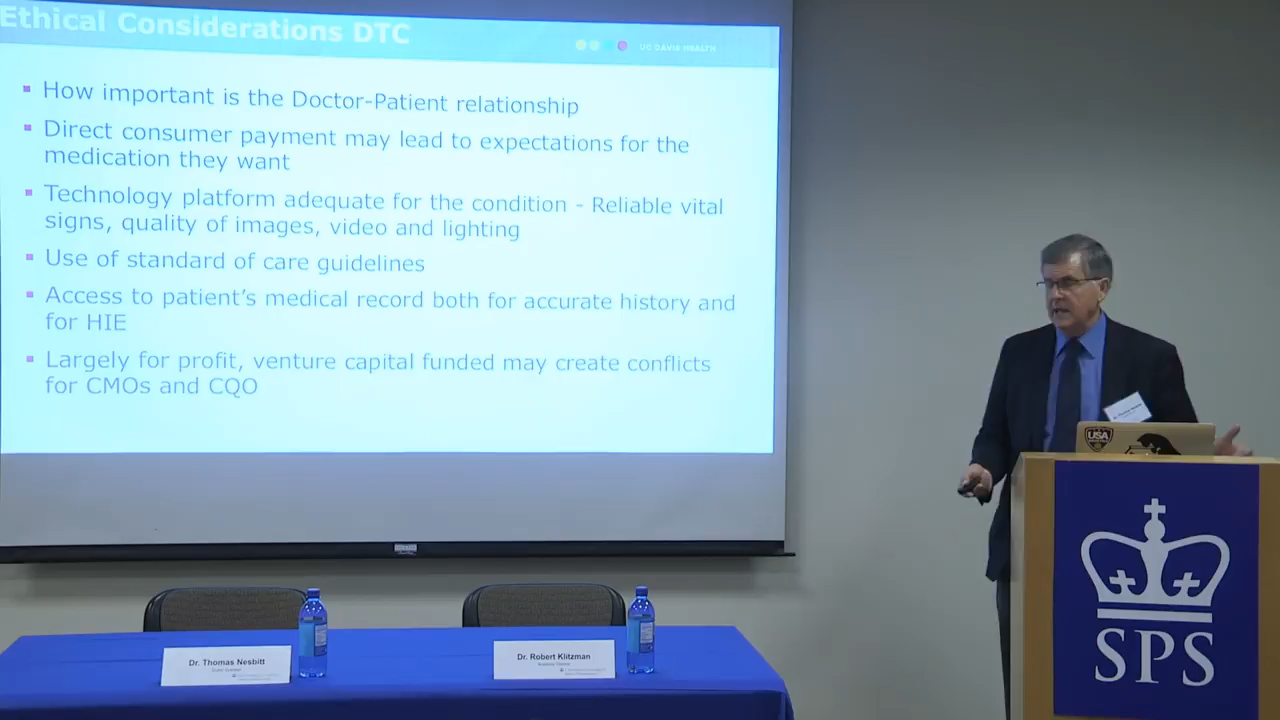 Ethical Considerations DTC
UC DAVIS HEALTH
How important is the Doctor-Patient relationship
Direct consumer payment may lead to expectations for the
medication they want
Technology platform adequate for the condition - Reliable vital
signs, quality of images, video and lighting
Use of standard of care guidelines
Access to patient's medical record both for accurate history and
for HIE
Largely for profit, venture capital funded may create conflicts
for CMOs and CQO
USA
SPS
Dr. Thomas Nesbitt
Dr. Robert Klitzman